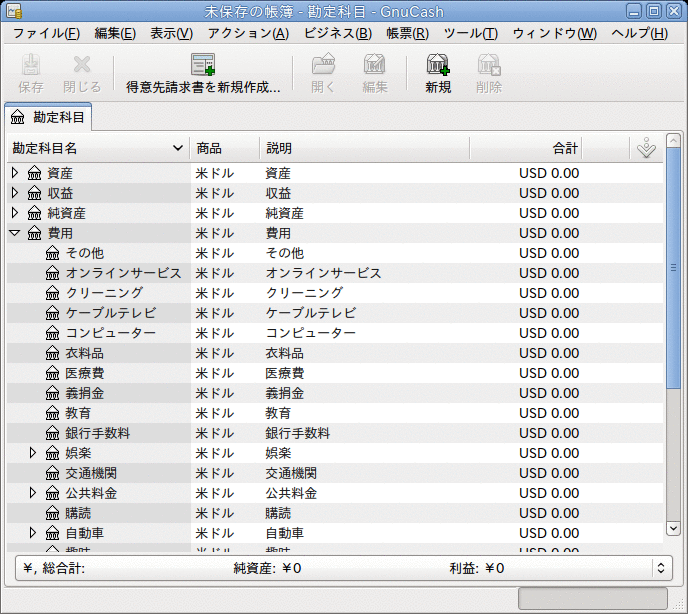 未保存の帳簿 - 勘定科目 - GnuCash
ファイル(F) 編集(E) 表示(V) アクション(A) ビジネス(B) 帳票(R) ツール(T) ウィンドウ(W) ヘルプ(H)
保存 閉じる 得意先請求書を新規作成... 開く 編集 新規 削除
勘定科目
勘定科目名 商品 説明 合計
資産 米ドル 資産 USD 0.00
収益 米ドル 収益 USD 0.00
純資産 米ドル 純資産 USD 0.00
費用 米ドル 費用 USD 0.00
その他 米ドル その他 USD 0.00
オンラインサービス 米ドル オンラインサービス USD 0.00
クリーニング 米ドル クリーニング USD 0.00
ケーブルテレビ 米ドル ケーブルテレビ USD 0.00
コンピューター 米ドル コンピューター USD 0.00
衣料品 米ドル 衣料品 USD 0.00
医療費 米ドル 医療費 USD 0.00
義捐金 米ドル 義捐金 USD 0.00
教育 米ドル 教育 USD 0.00
銀行手数料 米ドル 銀行手数料 USD 0.00
娯楽 米ドル 娯楽 USD 0.00
交通機関 米ドル 交通機関 USD 0.00
公共料金 米ドル 公共料金 USD 0.00
購読 米ドル 購読 USD 0.00
自動車 米ドル 自動車 USD 0.00
¥, 総合計: 純資産: ¥0 利益: ¥0